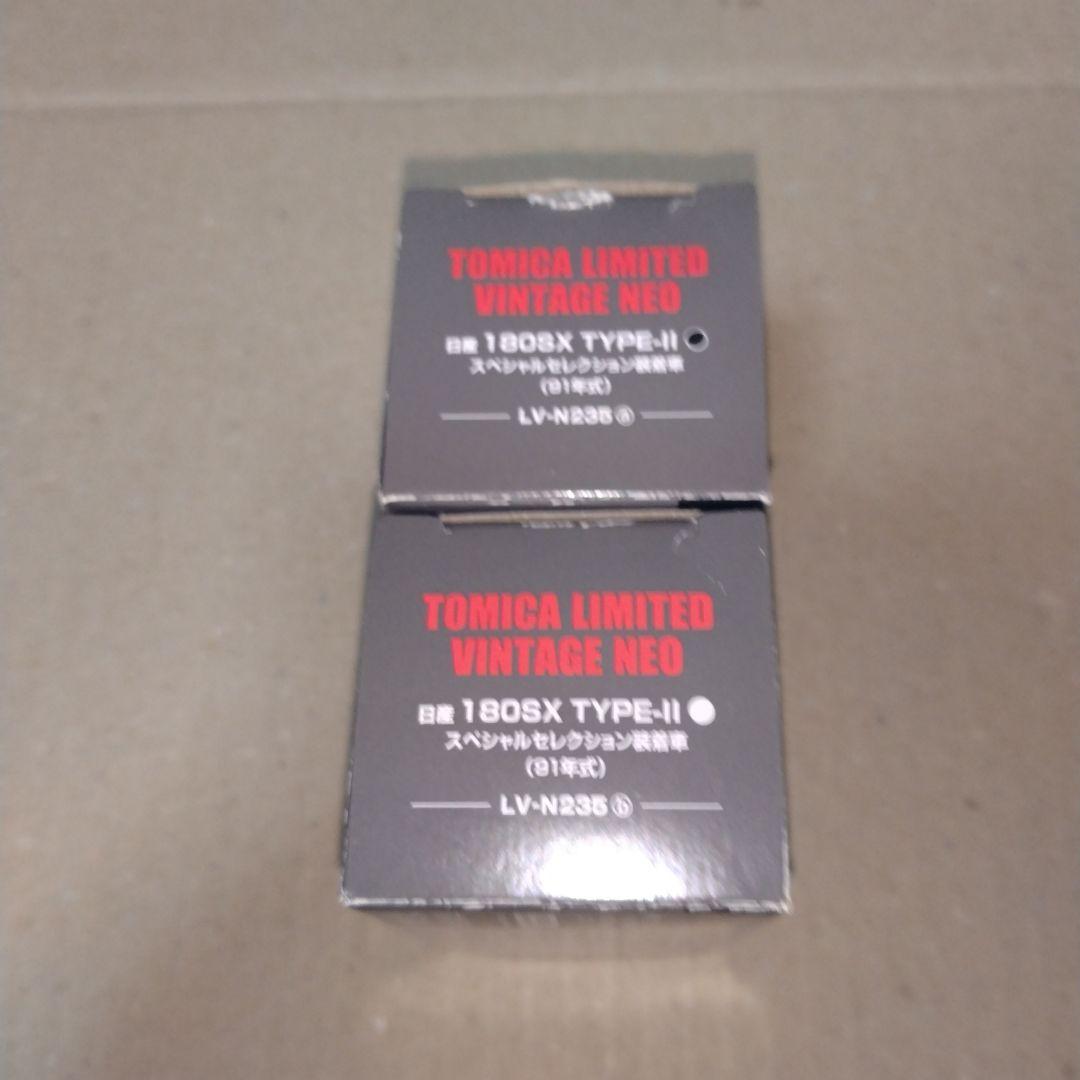 TOMICA LIMITED
VINTAGE NEO
日産 180SX TYPE-II
スペシャルセレクション装着車
（91年式）
LV-N235 ⓐ
TOMICA LIMITED
VINTAGE NEO
日産 180SX TYPE-II
スペシャルセレクション装着車
（91年式）
LV-N235 ⓑ